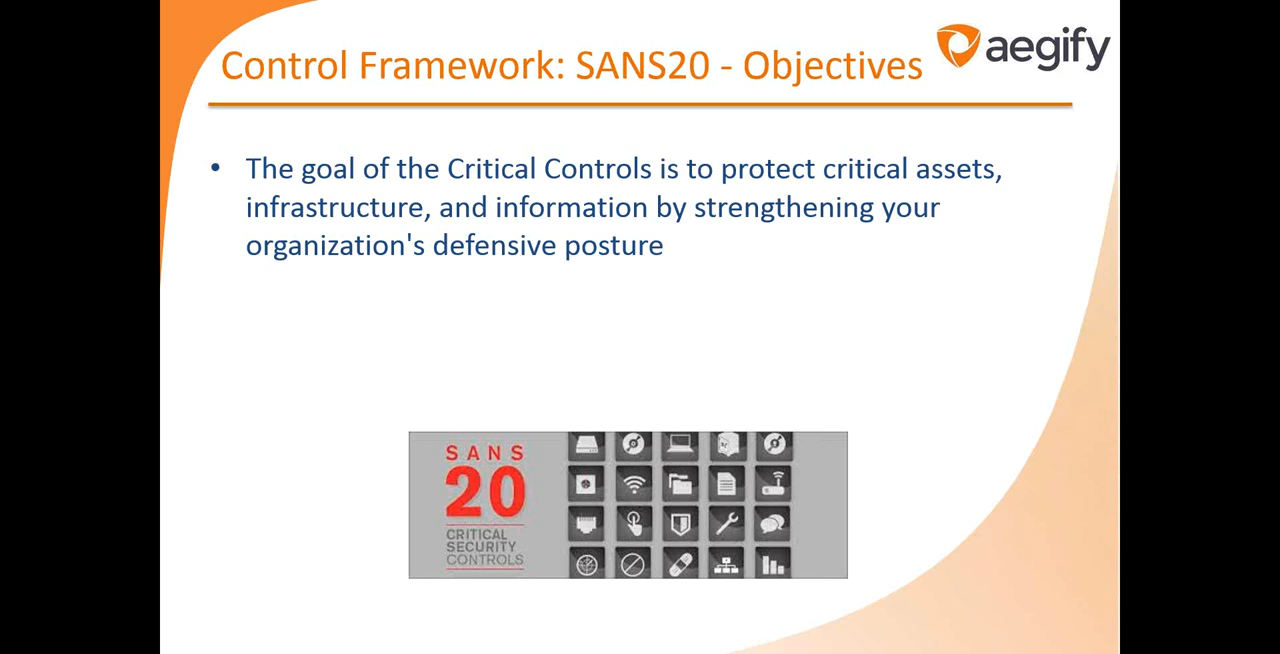 Control Framework: SANS20 - Objectives
aegify
• The goal of the Critical Controls is to protect critical assets,
infrastructure, and information by strengthening your
organization's defensive posture
SANS
20
CRITICAL
SECURITY
CONTROLS